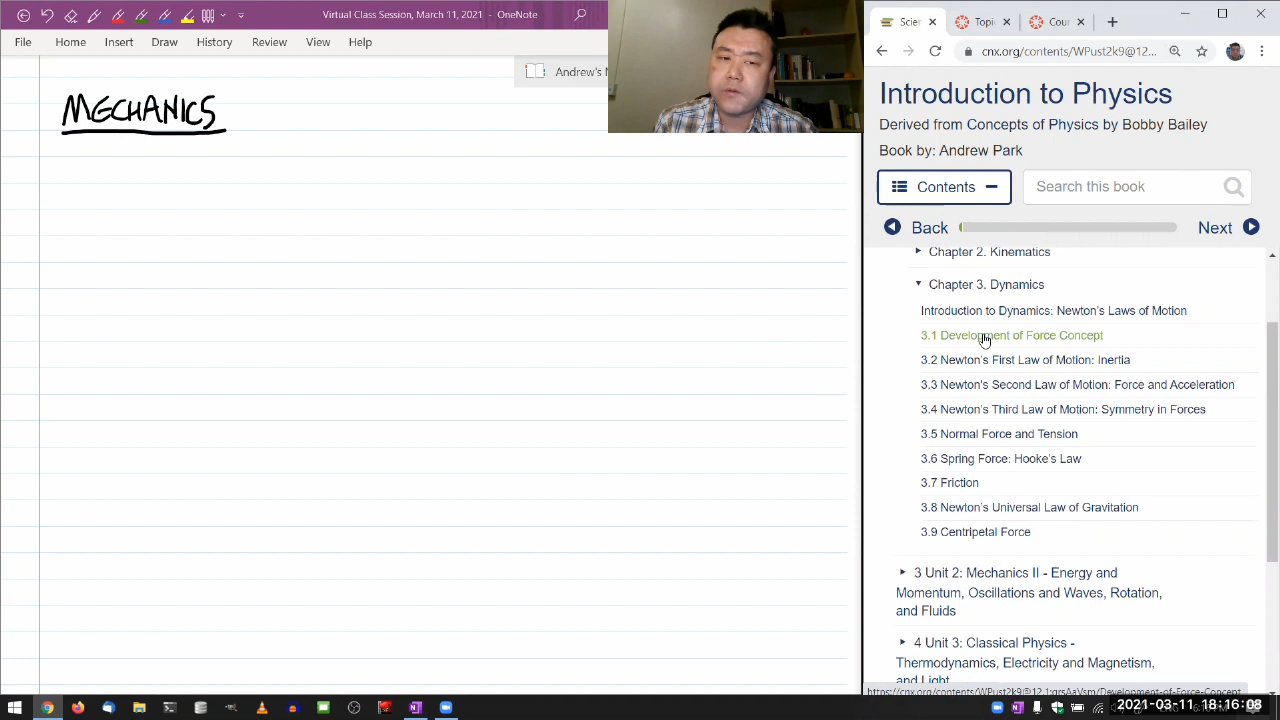 Virtual Class Session, March 11, 2021 - OneNote
File Home Insert Draw History Review View Help
Andrew's
MECHANICS
Scier
Topic
Cour
cnx.org/contents/WPust2k9@12...
Introduction to Physics
Derived from Concepts of Physics by Bobby Bailey
Book by: Andrew Park
Contents
Search this book
Back
Next
Chapter 2. Kinematics
Chapter 3. Dynamics
Introduction to Dynamics: Newton's Laws of Motion
3.1 Development of Force Concept
3.2 Newton's First Law of Motion: Inertia
3.3 Newton's Second Law of Motion: Force and Acceleration
3.4 Newton's Third Law of Motion: Symmetry in Forces
3.5 Normal Force and Tension
3.6 Spring Force: Hooke's Law
3.7 Friction
3.8 Newton's Universal Law of Gravitation
3.9 Centripetal Force
3 Unit 2: Mechanics II - Energy and
Momentum, Oscillations and Waves, Rotation,
and Fluids
4 Unit 3: Classical Physics -
Thermodynamics, Electricity and Magnetism,
and Light
2021-03-11 18:16:08